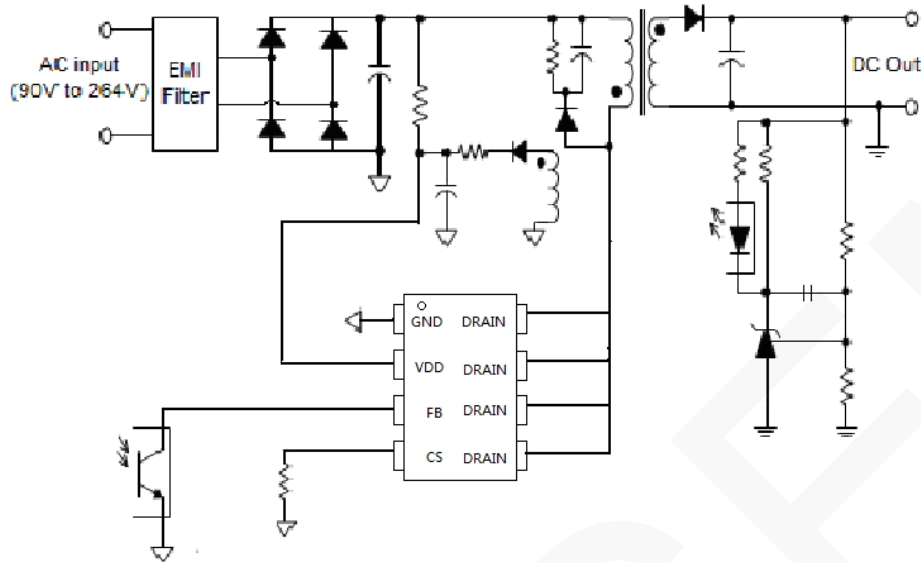 AC input
(90V to 264V)
EMI
Filter
DC Out
GND DRAIN
VDD DRAIN
FB DRAIN
CS DRAIN